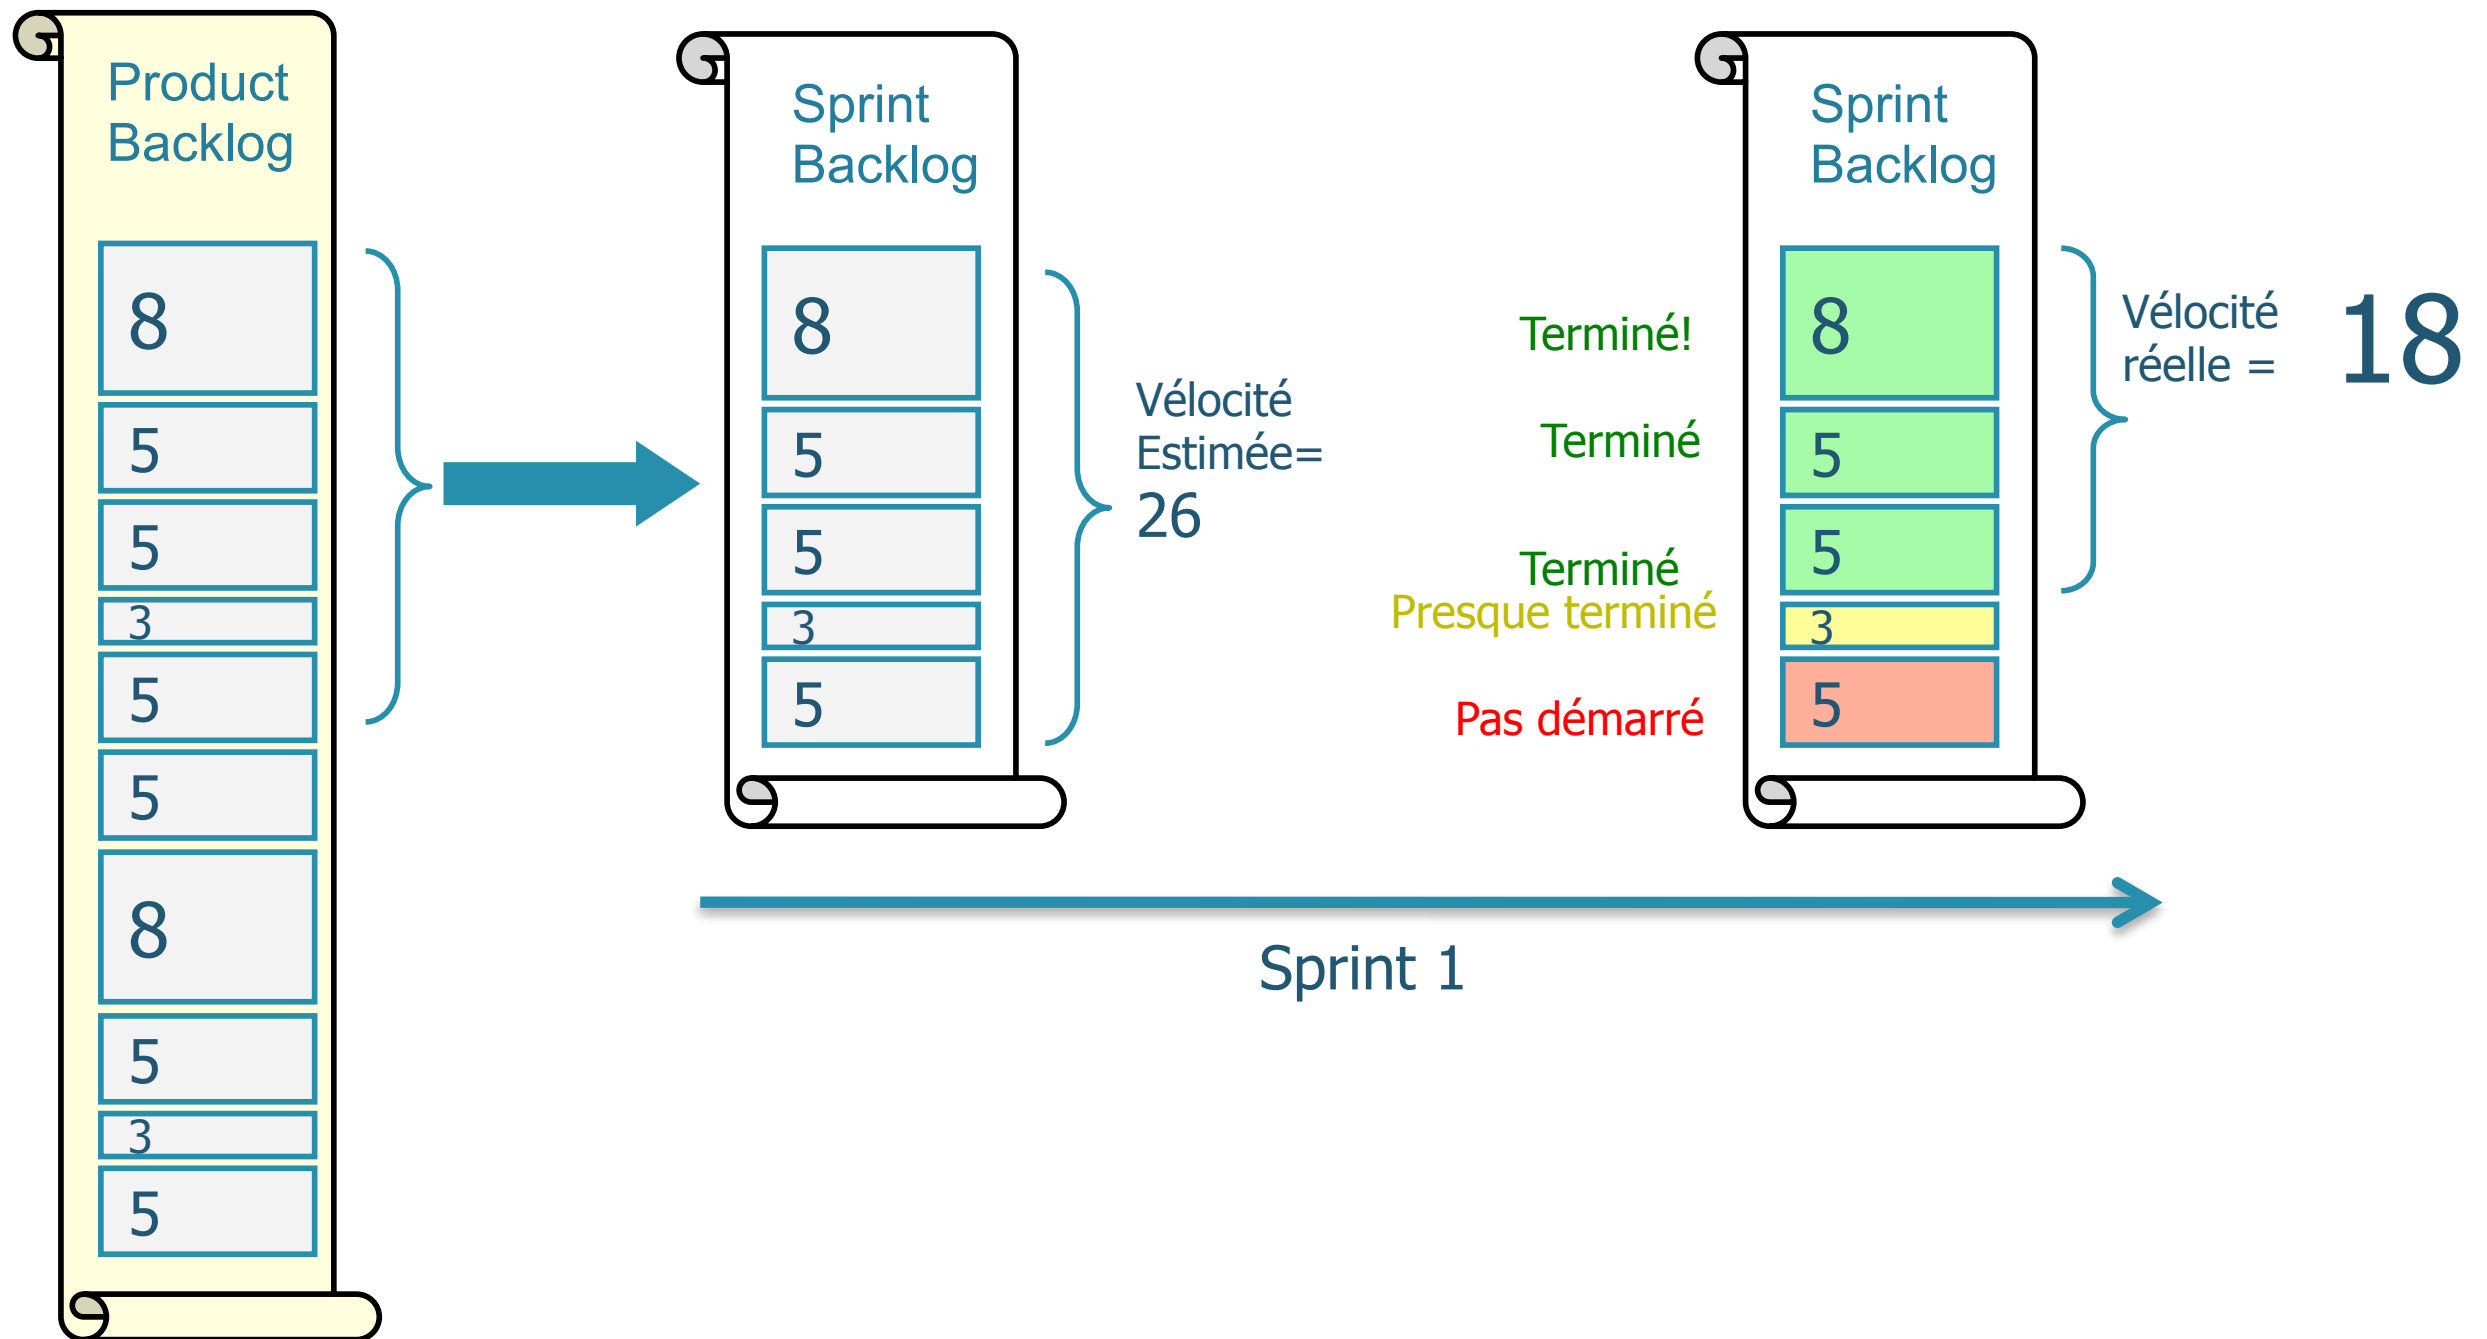 Product
Backlog
8
5
5
3
5
5
8
5
3
5
Sprint
Backlog
8
5
5
3
5
Vélocité
Estimée=
26
Terminé!
Terminé
Terminé
Presque terminé
Pas démarré
Sprint
Backlog
8
5
5
3
5
Vélocité
réelle =
18
Sprint 1